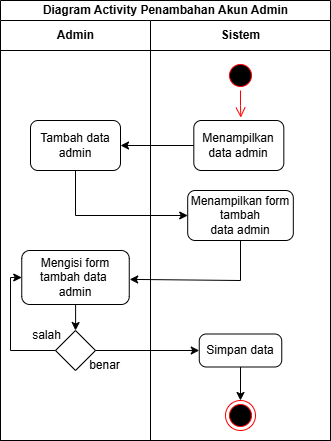 Diagram Activity Penambahan Akun Admin
Admin
Sistem
Menampilkan
data admin
Tambah data
admin
Menampilkan form
tambah
data admin
Mengisi form
tambah data
admin
salah
benar
Simpan data